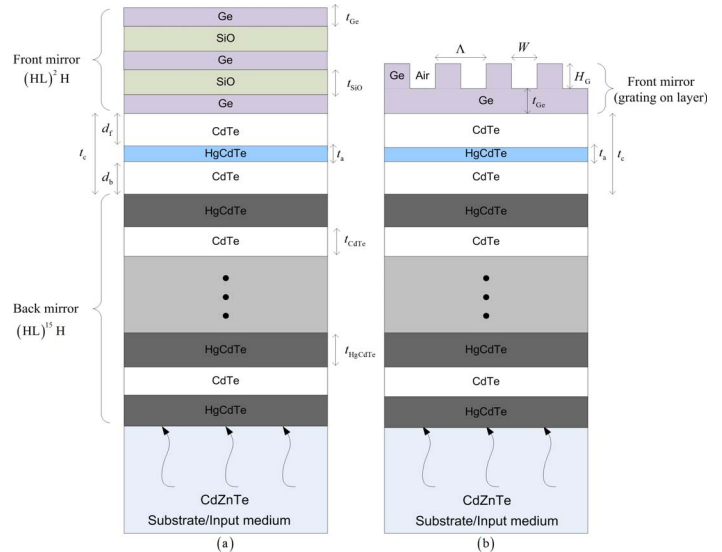 Ge
t_Ge
SiO
Front mirror
(HL)² H
Ge
SiO
t_SiO
Ge
CdTe
d_f
t_c
HgCdTe
t_a
CdTe
d_b
HgCdTe
CdTe
t_CdTe
Back mirror
(HL)¹⁵ H
HgCdTe
t_HgCdTe
CdTe
HgCdTe
CdZnTe
Substrate/Input medium
(a)
Λ
W
Ge
Air
H_G
Ge
t_Ge
Front mirror
(grating on layer)
CdTe
HgCdTe
t_a
t_c
CdTe
HgCdTe
CdTe
HgCdTe
CdTe
HgCdTe
CdZnTe
Substrate/Input medium
(b)